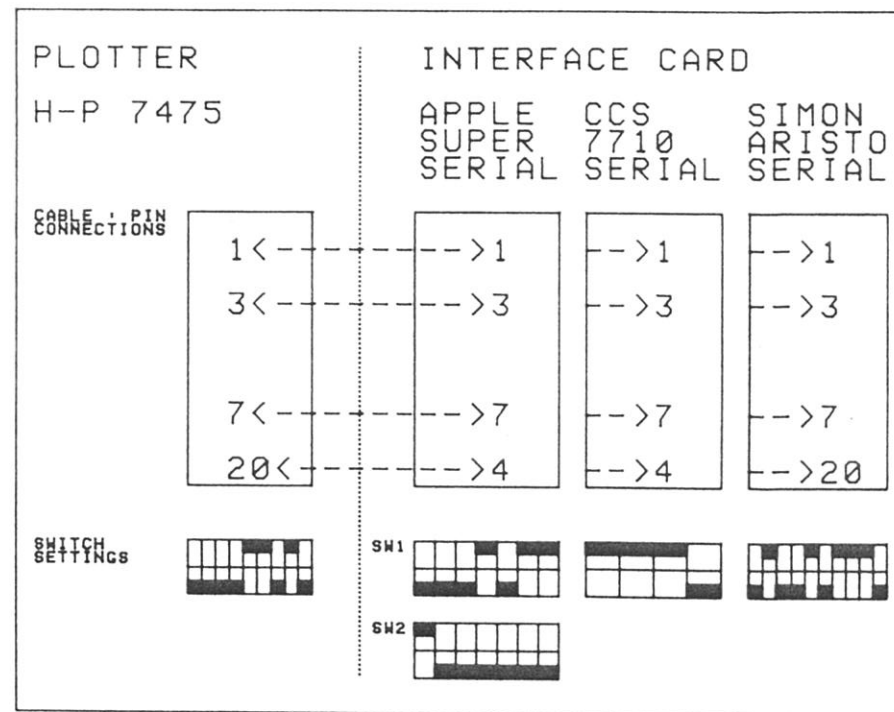 PLOTTER
INTERFACE CARD
H-P 7475
APPLE SUPER SERIAL
CCS 7710 SERIAL
SIMON ARISTO SERIAL
CABLE : PIN CONNECTIONS
1< - - - - - - - - - >1 - - >1 - - >1
3< - - - - - - - - - >3 - - >3 - - >3
7< - - - - - - - - - >7 - - >7 - - >7
20< - - - - - - - - >4 - - >4 - - >20
SWITCH SETTINGS
SW1
SW2